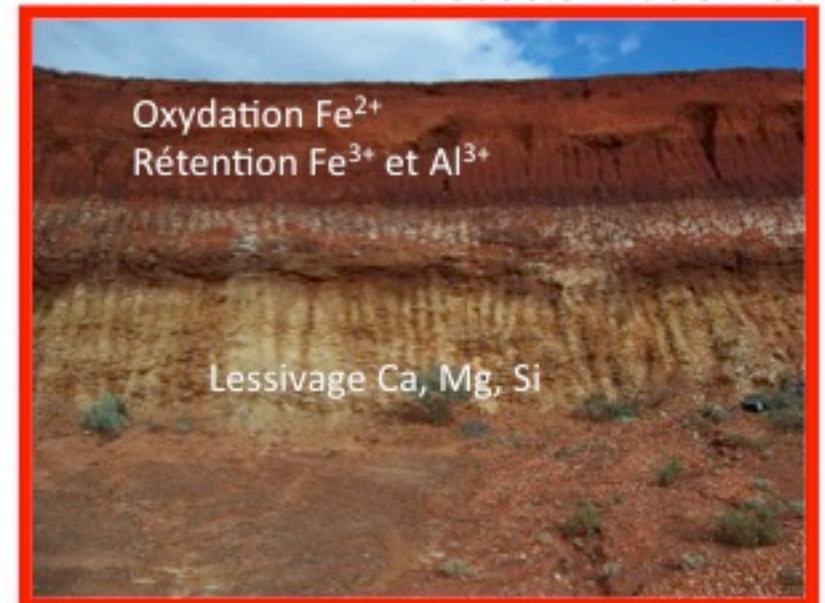 Oxydation Fe²⁺
Rétention Fe³⁺ et Al³⁺
Lessivage Ca, Mg, Si